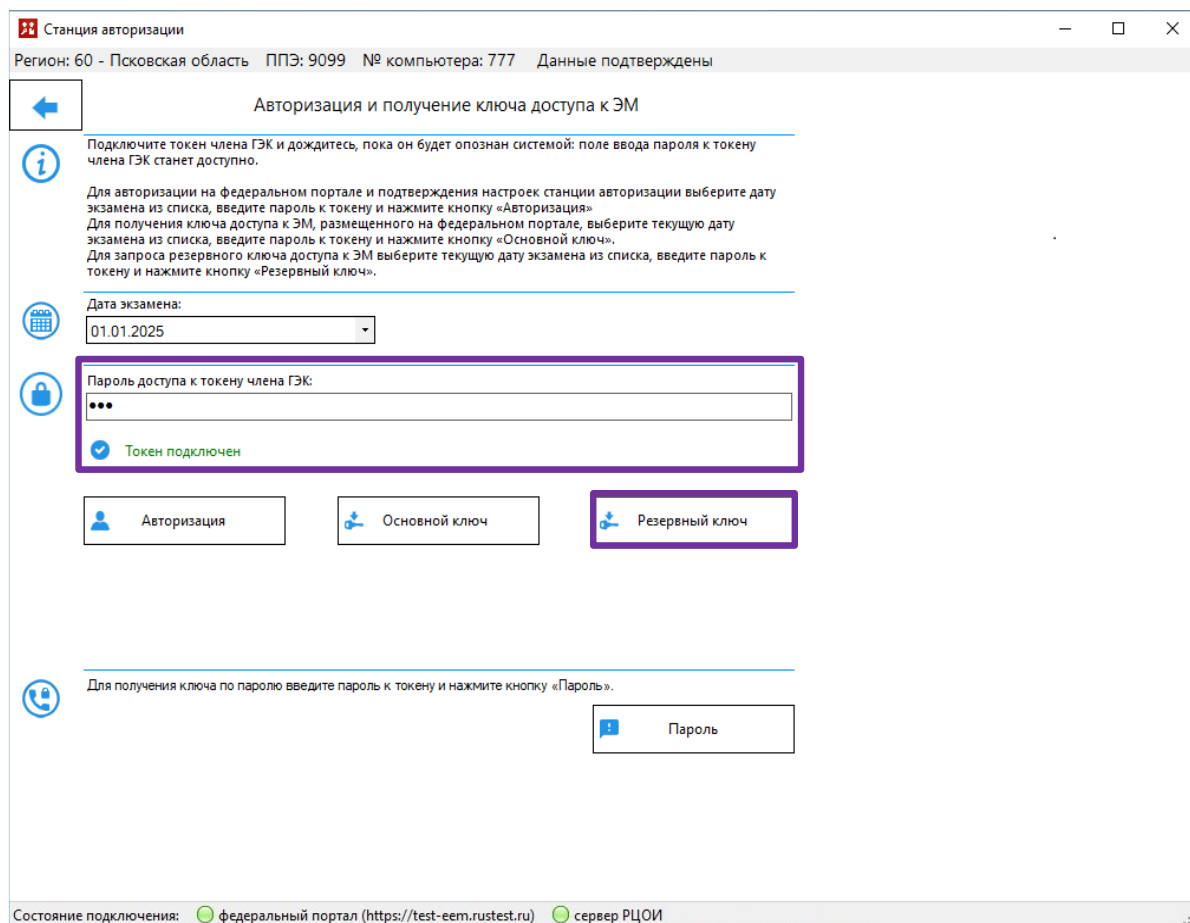 Станция авторизации
Регион: 60 - Псковская область ППЭ: 9099 № компьютера: 777 Данные подтверждены
Авторизация и получение ключа доступа к ЭМ
Подключите токен члена ГЭК и дождитесь, пока он будет опознан системой: поле ввода пароля к токену
члена ГЭК станет доступно.
Для авторизации на федеральном портале и подтверждения настроек станции авторизации выберите дату
экзамена из списка, введите пароль к токену и нажмите кнопку «Авторизация»
Для получения ключа доступа к ЭМ, размещенного на федеральном портале, выберите текущую дату
экзамена из списка, введите пароль к токену и нажмите кнопку «Основной ключ».
Для запроса резервного ключа доступа к ЭМ выберите текущую дату экзамена из списка, введите пароль к
токену и нажмите кнопку «Резервный ключ».
Дата экзамена:
01.01.2025
Пароль доступа к токену члена ГЭК:
•••
Токен подключен
Авторизация Основной ключ Резервный ключ
Для получения ключа по паролю введите пароль к токену и нажмите кнопку «Пароль».
Пароль
Состояние подключения: федеральный портал (https://test-eem.rustest.ru) сервер РЦОИ